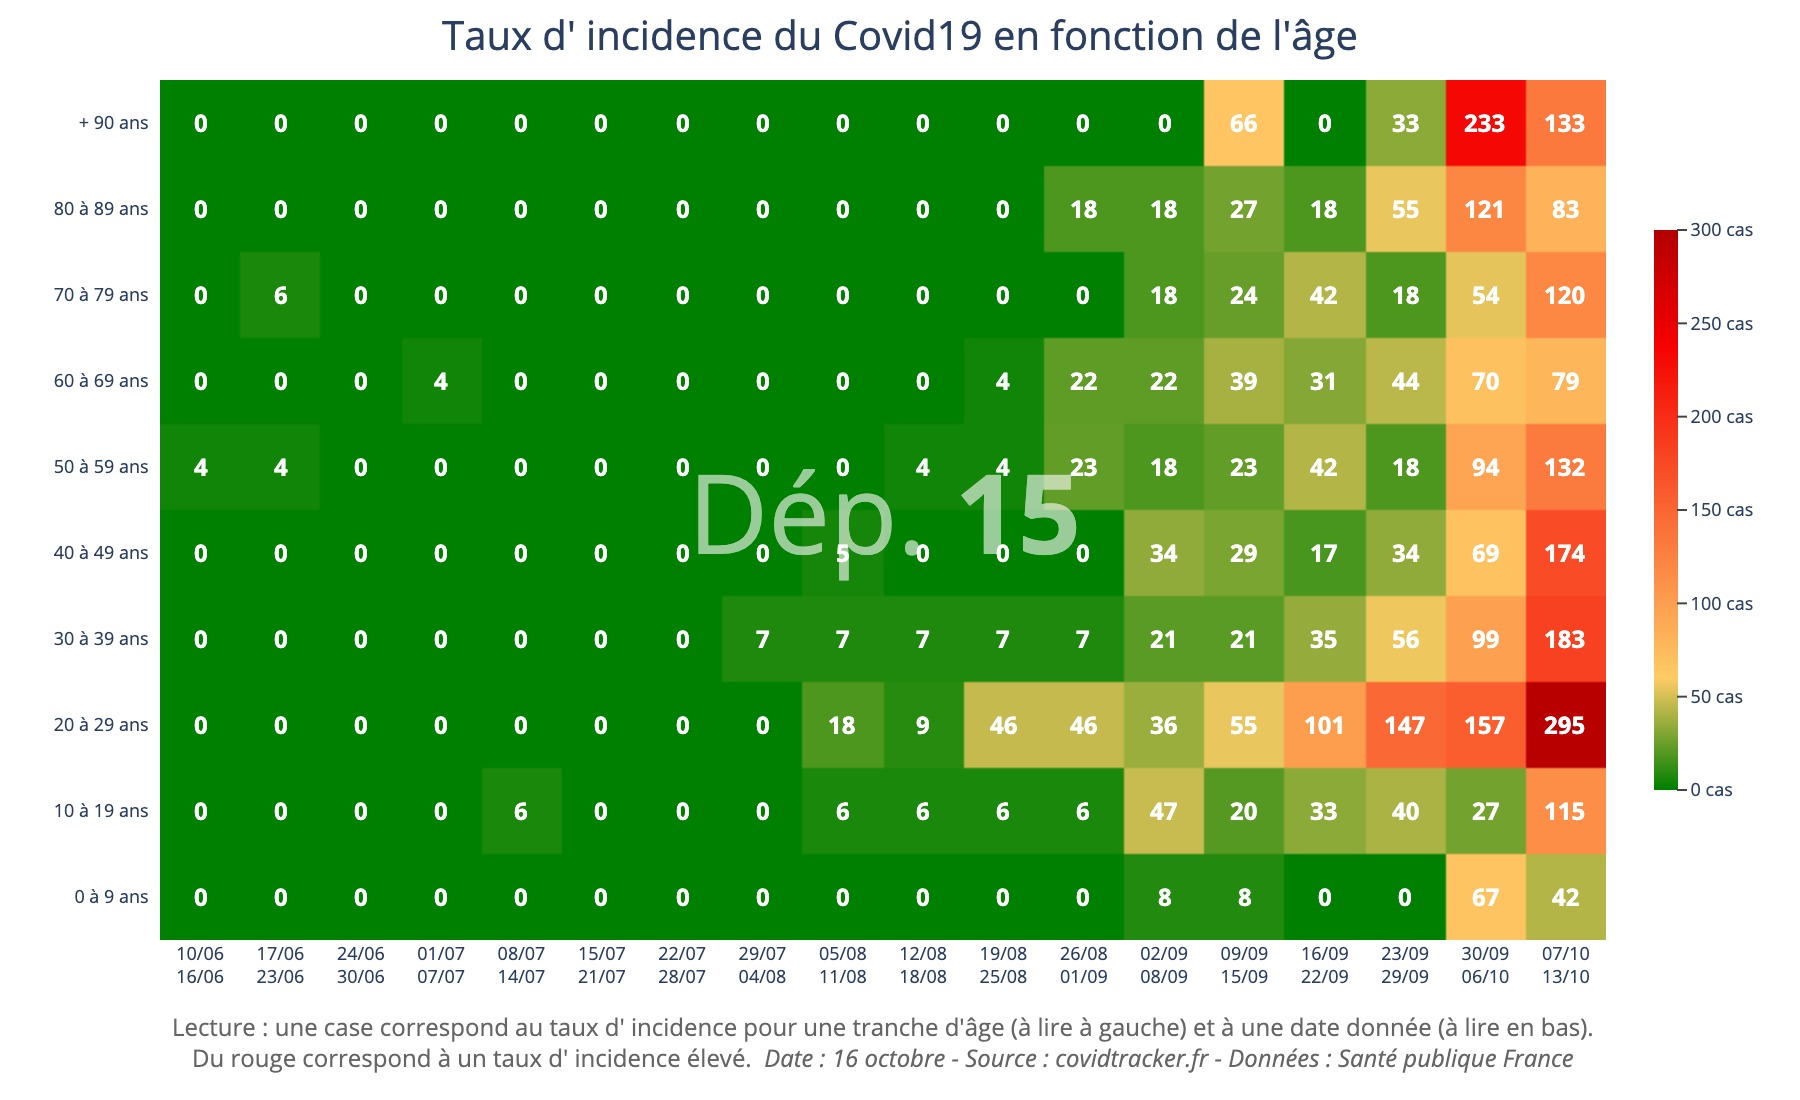 Taux d' incidence du Covid19 en fonction de l'âge
+ 90 ans 0 0 0 0 0 0 0 0 0 0 0 0 0 66 0 33 233 133
80 à 89 ans 0 0 0 0 0 0 0 0 0 0 0 18 18 27 18 55 121 83
70 à 79 ans 0 6 0 0 0 0 0 0 0 0 0 0 18 24 42 18 54 120
60 à 69 ans 0 0 0 4 0 0 0 0 0 0 4 22 22 39 31 44 70 79
50 à 59 ans 4 4 0 0 0 0 0 0 0 4 4 23 18 23 42 18 94 132
Dép. 15
40 à 49 ans 0 0 0 0 0 0 0 0 5 0 0 0 34 29 17 34 69 174
30 à 39 ans 0 0 0 0 0 0 0 7 7 7 7 7 21 21 35 56 99 183
20 à 29 ans 0 0 0 0 0 0 0 0 18 9 46 46 36 55 101 147 157 295
10 à 19 ans 0 0 0 0 6 0 0 0 6 6 6 6 47 20 33 40 27 115
0 à 9 ans 0 0 0 0 0 0 0 0 0 0 0 0 8 8 0 0 67 42
10/06 17/06 24/06 01/07 08/07 15/07 22/07 29/07 05/08 12/08 19/08 26/08 02/09 09/09 16/09 23/09 30/09 07/10
16/06 23/06 30/06 07/07 14/07 21/07 28/07 04/08 11/08 18/08 25/08 01/09 08/09 15/09 22/09 29/09 06/10 13/10
300 cas
250 cas
200 cas
150 cas
100 cas
50 cas
0 cas
Lecture : une case correspond au taux d' incidence pour une tranche d'âge (à lire à gauche) et à une date donnée (à lire en bas).
Du rouge correspond à un taux d' incidence élevé. Date : 16 octobre - Source : covidtracker.fr - Données : Santé publique France